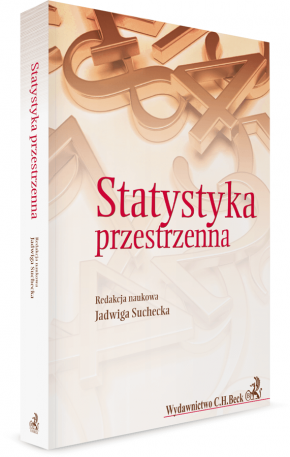 Statystyka przestrzenna
Redakcja naukowa
Jadwiga Suchecka
Statystyka
przestrzenna
Redakcja naukowa
Jadwiga Suchecka
Wydawnictwo C.H.Beck